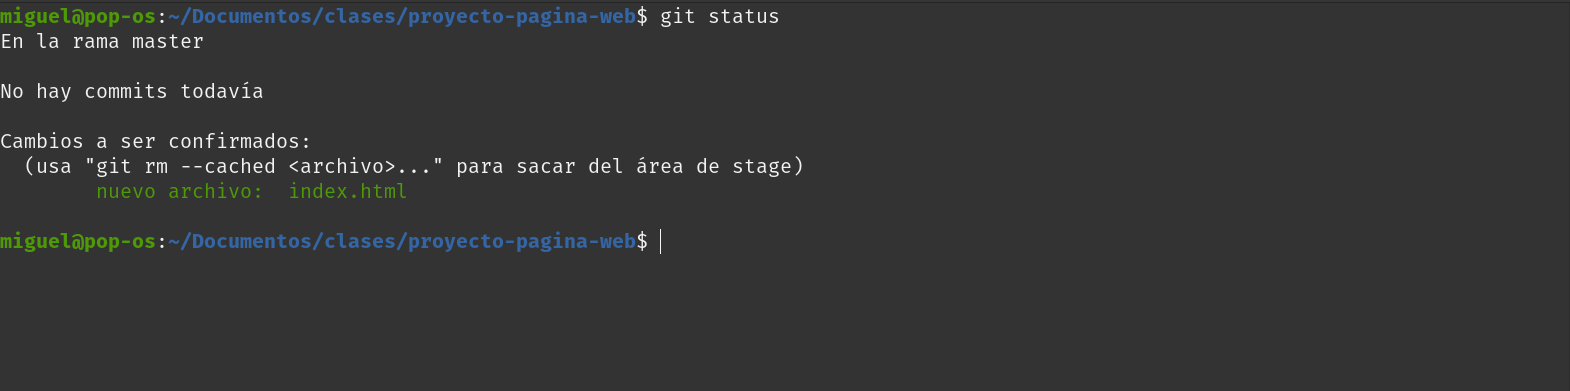 miguel@pop-os:~/Documentos/clases/proyecto-pagina-web$ git status
En la rama master
No hay commits todavía
Cambios a ser confirmados:
  (usa "git rm --cached <archivo>..." para sacar del área de stage)
        nuevo archivo:  index.html
miguel@pop-os:~/Documentos/clases/proyecto-pagina-web$